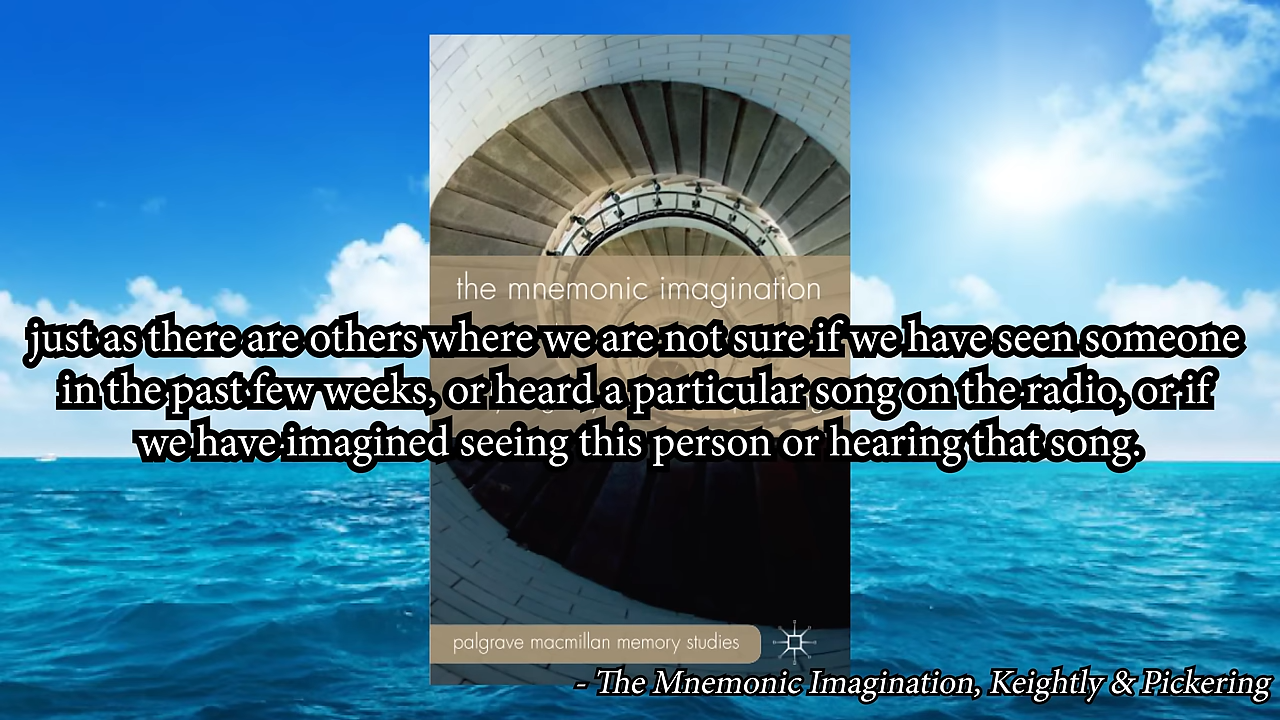 the mnemonic imagination
just as there are others where we are not sure if we have seen someone
in the past few weeks, or heard a particular song on the radio, or if
we have imagined seeing this person or hearing that song.
palgrave macmillan memory studies
- The Mnemonic Imagination, Keightly & Pickering